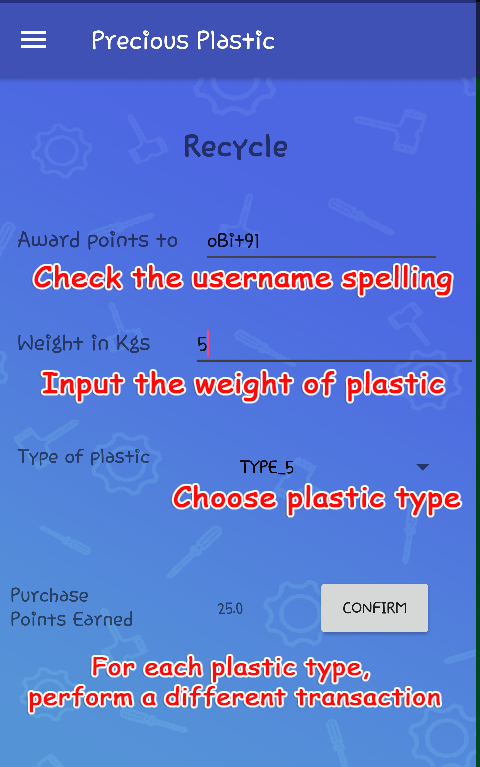 Precious Plastic
Recycle
Award points to oBit91
Check the username spelling
Weight in Kgs 5
Input the weight of plastic
Type of plastic TYPE_5
Choose plastic type
Purchase
Points Earned 25.0 CONFIRM
For each plastic type,
perform a different transaction